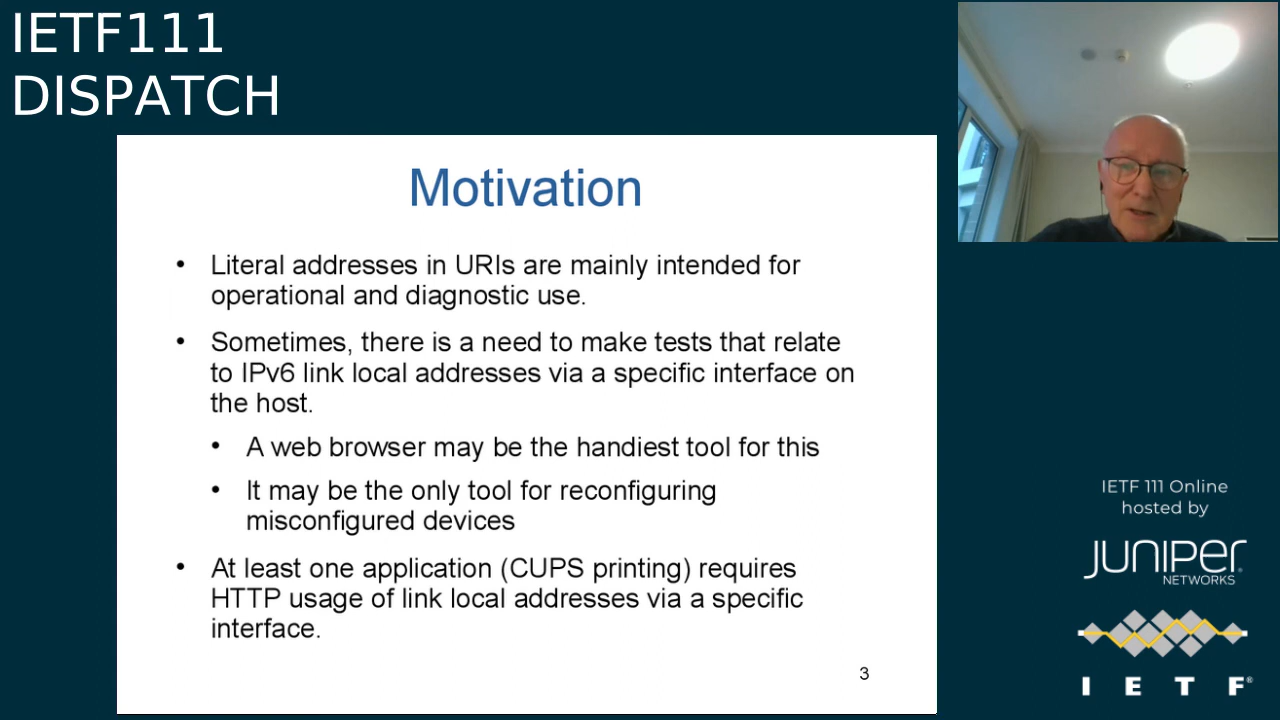 IETF111
DISPATCH
Motivation
• Literal addresses in URIs are mainly intended for
operational and diagnostic use.
• Sometimes, there is a need to make tests that relate
to IPv6 link local addresses via a specific interface on
the host.
• A web browser may be the handiest tool for this
• It may be the only tool for reconfiguring
misconfigured devices
• At least one application (CUPS printing) requires
HTTP usage of link local addresses via a specific
interface.
3
IETF 111 Online
hosted by
JUNIPER
NETWORKS
I E T F®